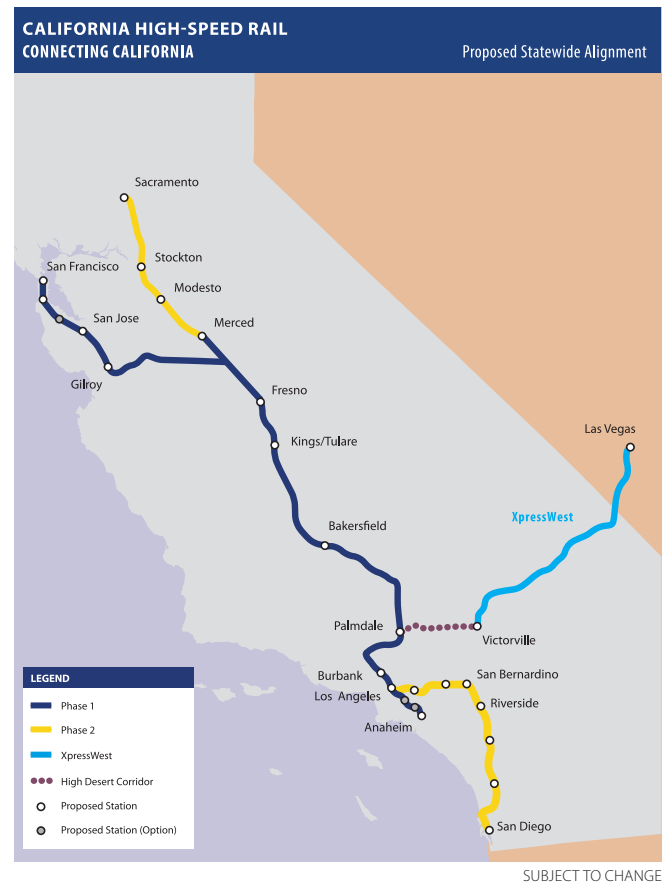 CALIFORNIA HIGH-SPEED RAIL
CONNECTING CALIFORNIA
Proposed Statewide Alignment
Sacramento
Stockton
San Francisco
Modesto
San Jose
Merced
Gilroy
Fresno
Las Vegas
Kings/Tulare
XpressWest
Bakersfield
Palmdale
Victorville
Burbank
San Bernardino
Los Angeles
Riverside
Anaheim
San Diego
LEGEND
Phase 1
Phase 2
XpressWest
High Desert Corridor
Proposed Station
Proposed Station (Option)
SUBJECT TO CHANGE